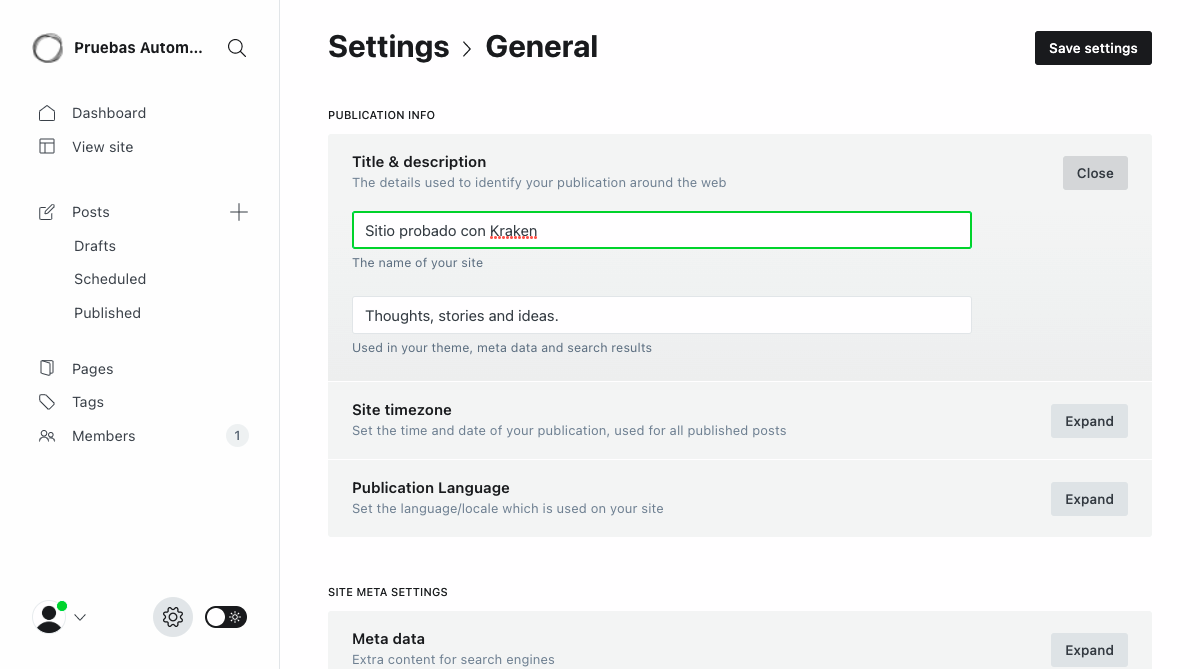 Pruebas Autom...
Dashboard
View site
Posts
Drafts
Scheduled
Published
Pages
Tags
Members 1
Settings > General
Save settings
PUBLICATION INFO
Title & description
The details used to identify your publication around the web
Close
Sitio probado con Kraken
The name of your site
Thoughts, stories and ideas.
Used in your theme, meta data and search results
Site timezone
Set the time and date of your publication, used for all published posts
Expand
Publication Language
Set the language/locale which is used on your site
Expand
SITE META SETTINGS
Meta data
Extra content for search engines
Expand